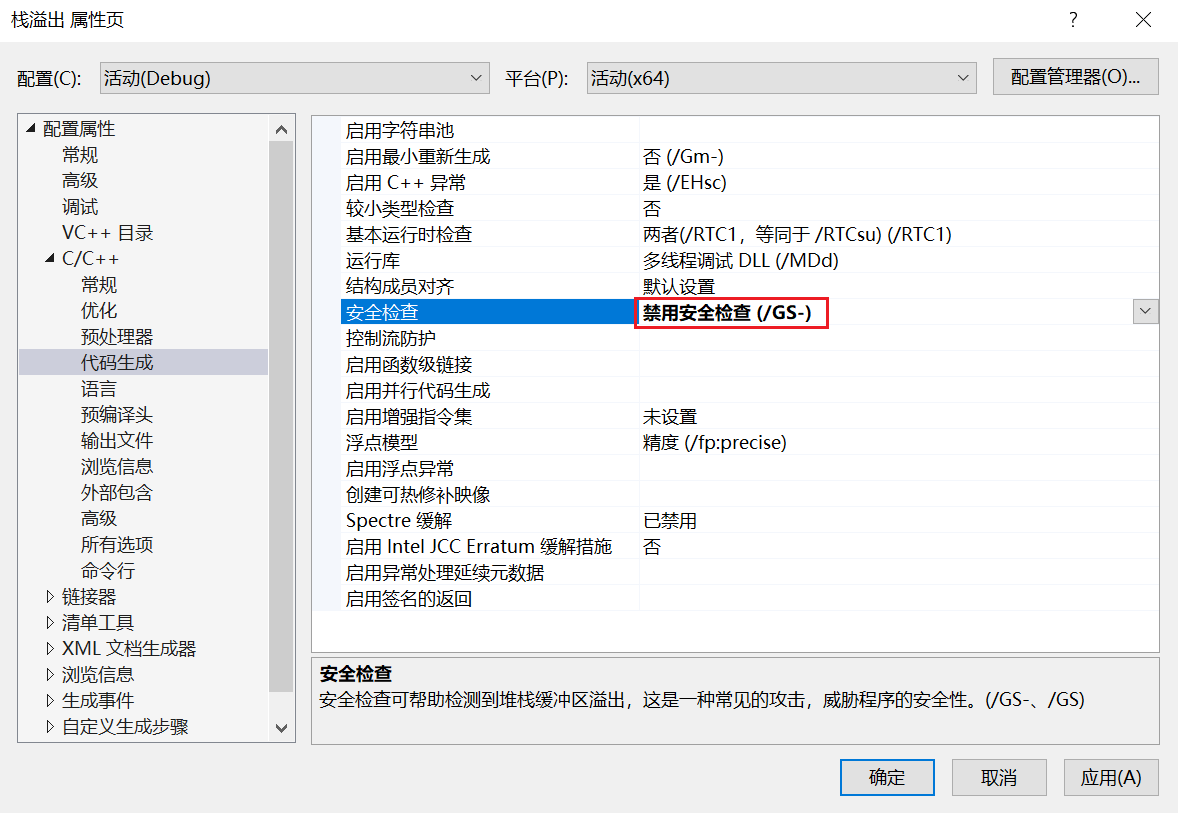 栈溢出 属性页
?
配置(C): 活动(Debug) 平台(P): 活动(x64) 配置管理器(O)...
配置属性
常规
高级
调试
VC++ 目录
C/C++
常规
优化
预处理器
代码生成
语言
预编译头
输出文件
浏览信息
外部包含
高级
所有选项
命令行
链接器
清单工具
XML 文档生成器
浏览信息
生成事件
自定义生成步骤
启用字符串池
启用最小重新生成 否 (/Gm-)
启用 C++ 异常 是 (/EHsc)
较小类型检查 否
基本运行时检查 两者(/RTC1，等同于 /RTCsu) (/RTC1)
运行库 多线程调试 DLL (/MDd)
结构成员对齐 默认设置
安全检查 禁用安全检查 (/GS-)
控制流防护
启用函数级链接
启用并行代码生成
启用增强指令集 未设置
浮点模型 精度 (/fp:precise)
启用浮点异常
创建可热修补映像
Spectre 缓解 已禁用
启用 Intel JCC Erratum 缓解措施 否
启用异常处理延续元数据
启用签名的返回
安全检查
安全检查可帮助检测到堆栈缓冲区溢出，这是一种常见的攻击，威胁程序的安全性。(/GS-、/GS)
确定 取消 应用(A)